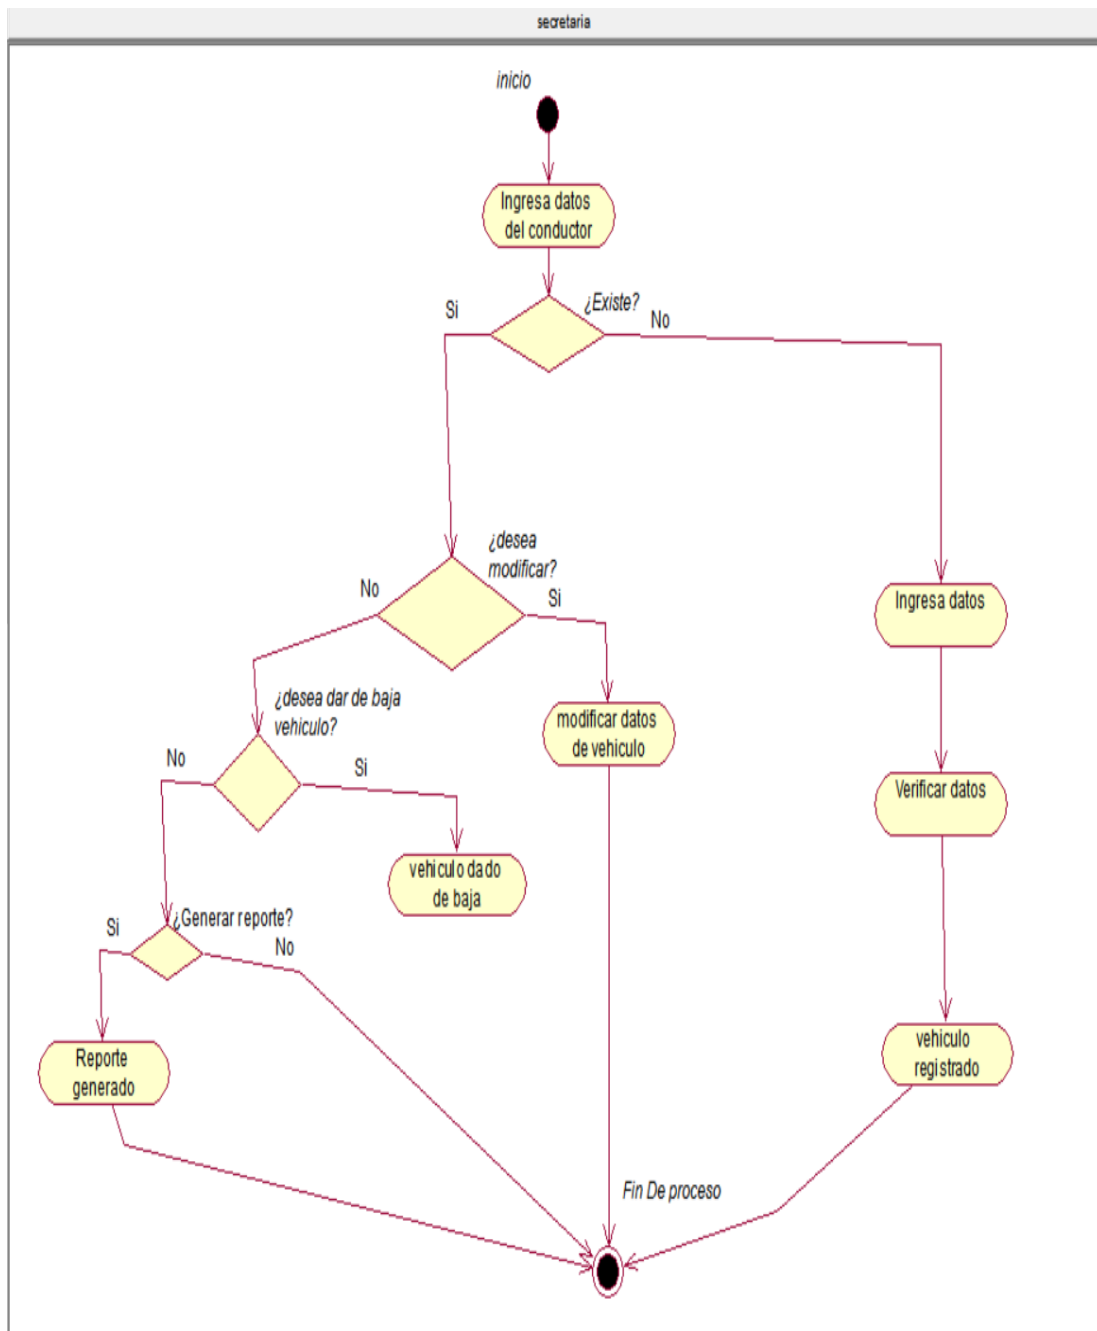 secretaria
inicio
Ingresa datos
del conductor
¿Existe?
Si
No
¿desea
modificar?
No
Si
Ingresa datos
¿desea dar de baja
vehiculo?
modificar datos
de vehiculo
No
Si
Verificar datos
vehiculo dado
de baja
¿Generar reporte?
Si
No
Reporte
generado
vehiculo
registrado
Fin De proceso